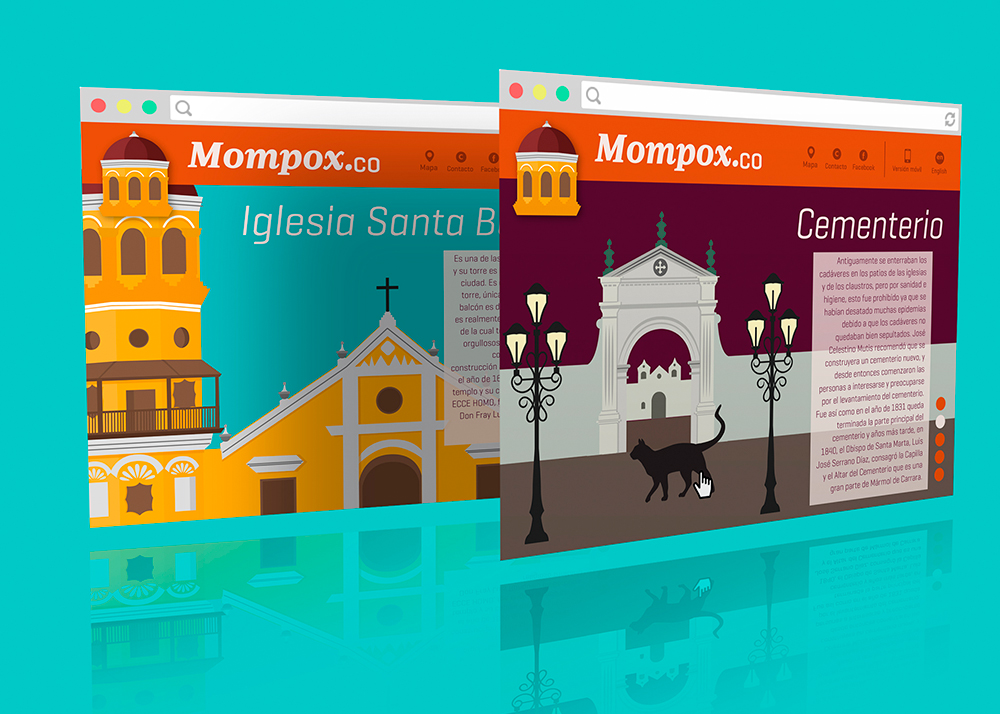 Mompox.co
Mapa
Contacto
Iglesia Santa
Es una de las
y su torre es
ciudad. Es
torre,
balcón es
es realmente
de la cual
orgullosos
construcción
el año de
templo y su
ECCE HOMO,
Don Fray
Mompox.co
Mapa
Contacto
Facebook
Versión móvil
English
Cementerio
Antiguamente se enterraban los
cadáveres en los patios de las iglesias
y de los claustros, pero por sanidad e
higiene, esto fue prohibido ya que se
habían desatado muchas epidemias
debido a que los cadáveres no
quedaban bien sepultados. José
Celestino Mutis recomendó que se
construyera un cementerio nuevo, y
desde entonces comenzaron las
personas a interesarse y preocuparse
por el levantamiento del cementerio.
Fue así como en el año de 1831 queda
terminada la parte principal del
cementerio y años más tarde, en
1840, el Obispo de Santa Marta, Luis
José Serrano Díaz, consagró la Capilla
y el Altar del Cementerio que es una
gran parte de Mármol de Carrara.